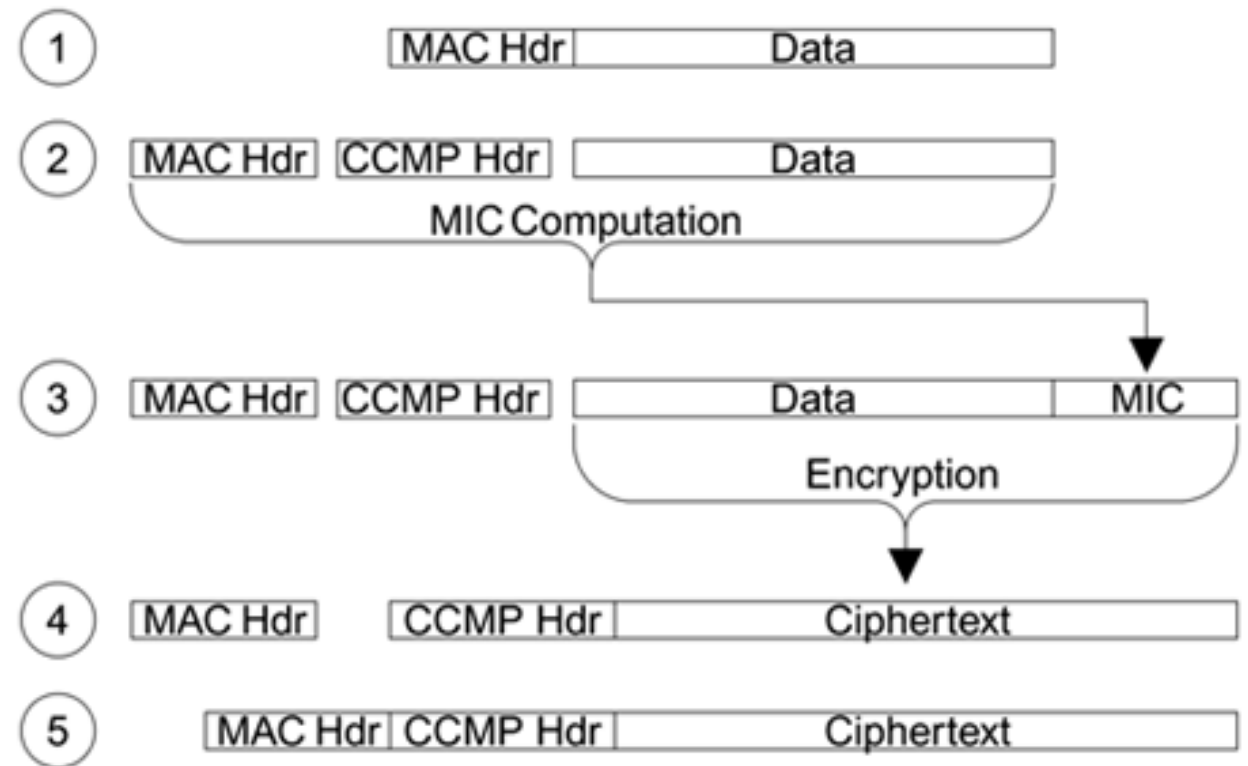 1 MAC Hdr Data
2 MAC Hdr CCMP Hdr Data
MIC Computation
3 MAC Hdr CCMP Hdr Data MIC
Encryption
4 MAC Hdr CCMP Hdr Ciphertext
5 MAC Hdr CCMP Hdr Ciphertext